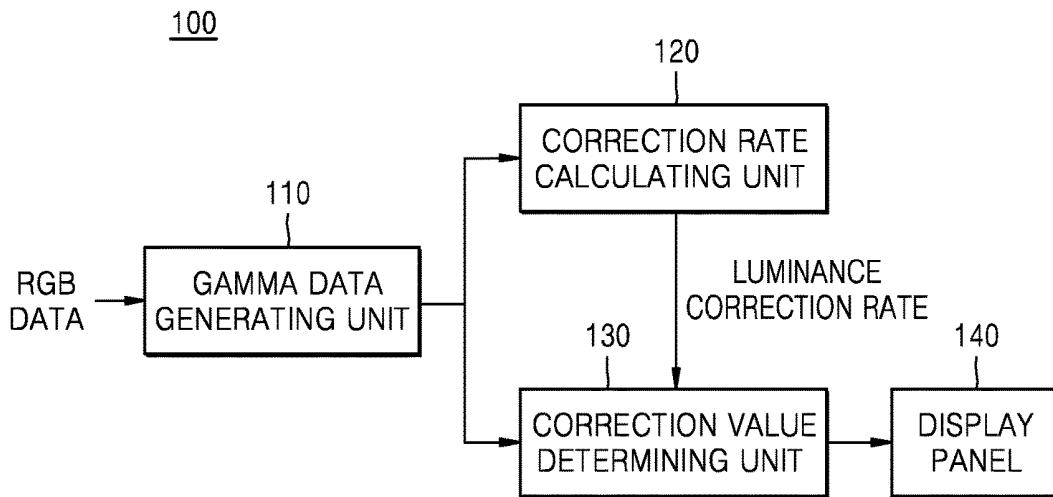 100
120
CORRECTION RATE
CALCULATING UNIT
110
RGB
DATA
GAMMA DATA
GENERATING UNIT
LUMINANCE
CORRECTION RATE
130
140
CORRECTION VALUE
DETERMINING UNIT
DISPLAY
PANEL